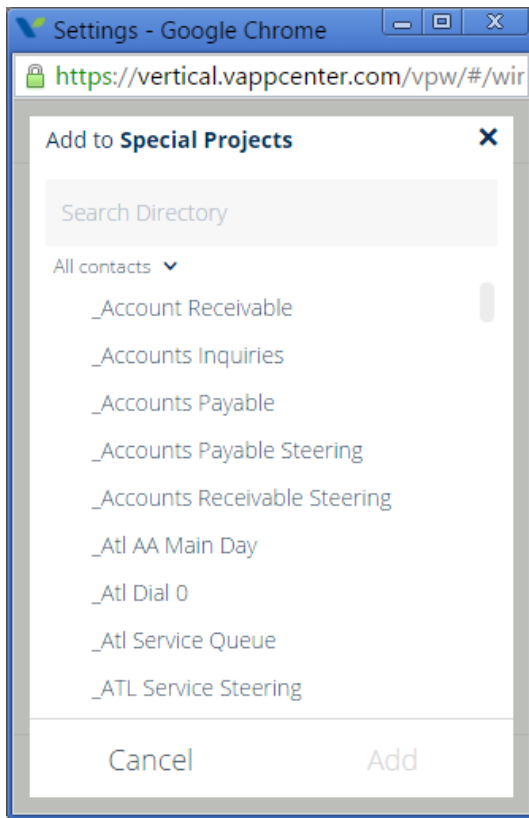 Settings - Google Chrome
https://vertical.vappcenter.com/vpw/#/wir
Add to Special Projects
Search Directory
All contacts
_Account Receivable
_Accounts Inquiries
_Accounts Payable
_Accounts Payable Steering
_Accounts Receivable Steering
_Atl AA Main Day
_Atl Dial 0
_Atl Service Queue
_ATL Service Steering
Cancel Add